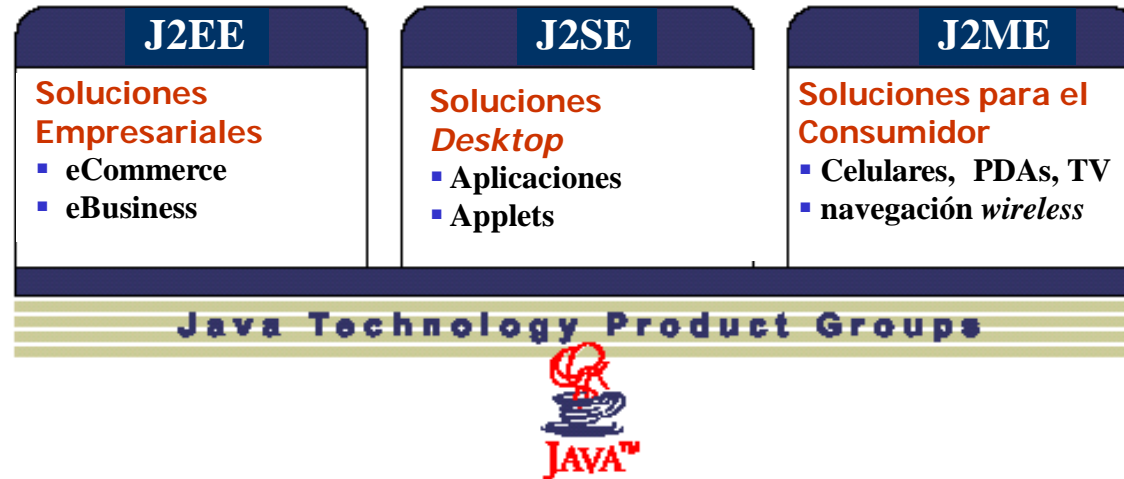 J2EE
Soluciones
Empresariales
▪ eCommerce
▪ eBusiness
J2SE
Soluciones
Desktop
▪ Aplicaciones
▪ Applets
J2ME
Soluciones para el
Consumidor
▪ Celulares, PDAs, TV
▪ navegación wireless
Java Technology Product Groups
JAVA™